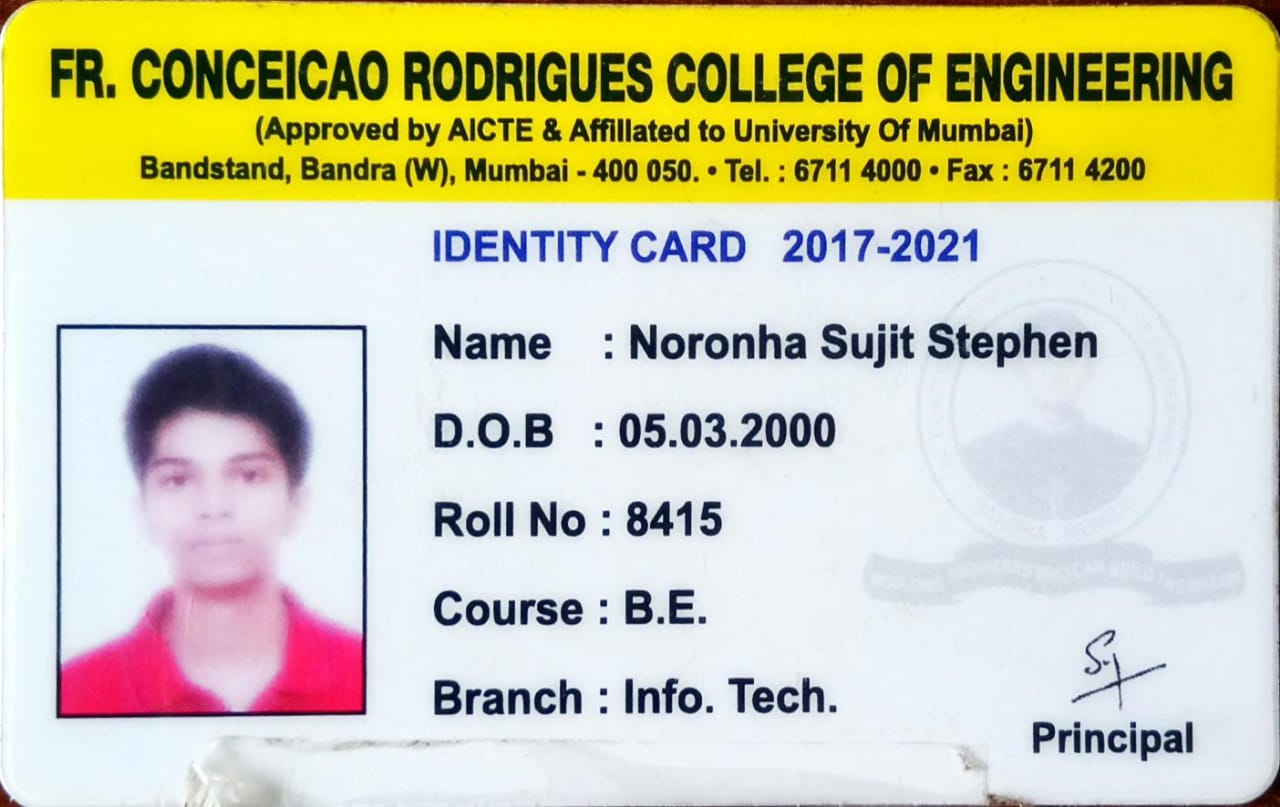 FR. CONCEICAO RODRIGUES COLLEGE OF ENGINEERING
(Approved by AICTE & Affillated to University Of Mumbai)
Bandstand, Bandra (W), Mumbai - 400 050. • Tel. : 6711 4000 • Fax : 6711 4200
IDENTITY CARD 2017-2021
Name : Noronha Sujit Stephen
D.O.B : 05.03.2000
Roll No : 8415
Course : B.E.
Branch : Info. Tech.
Principal